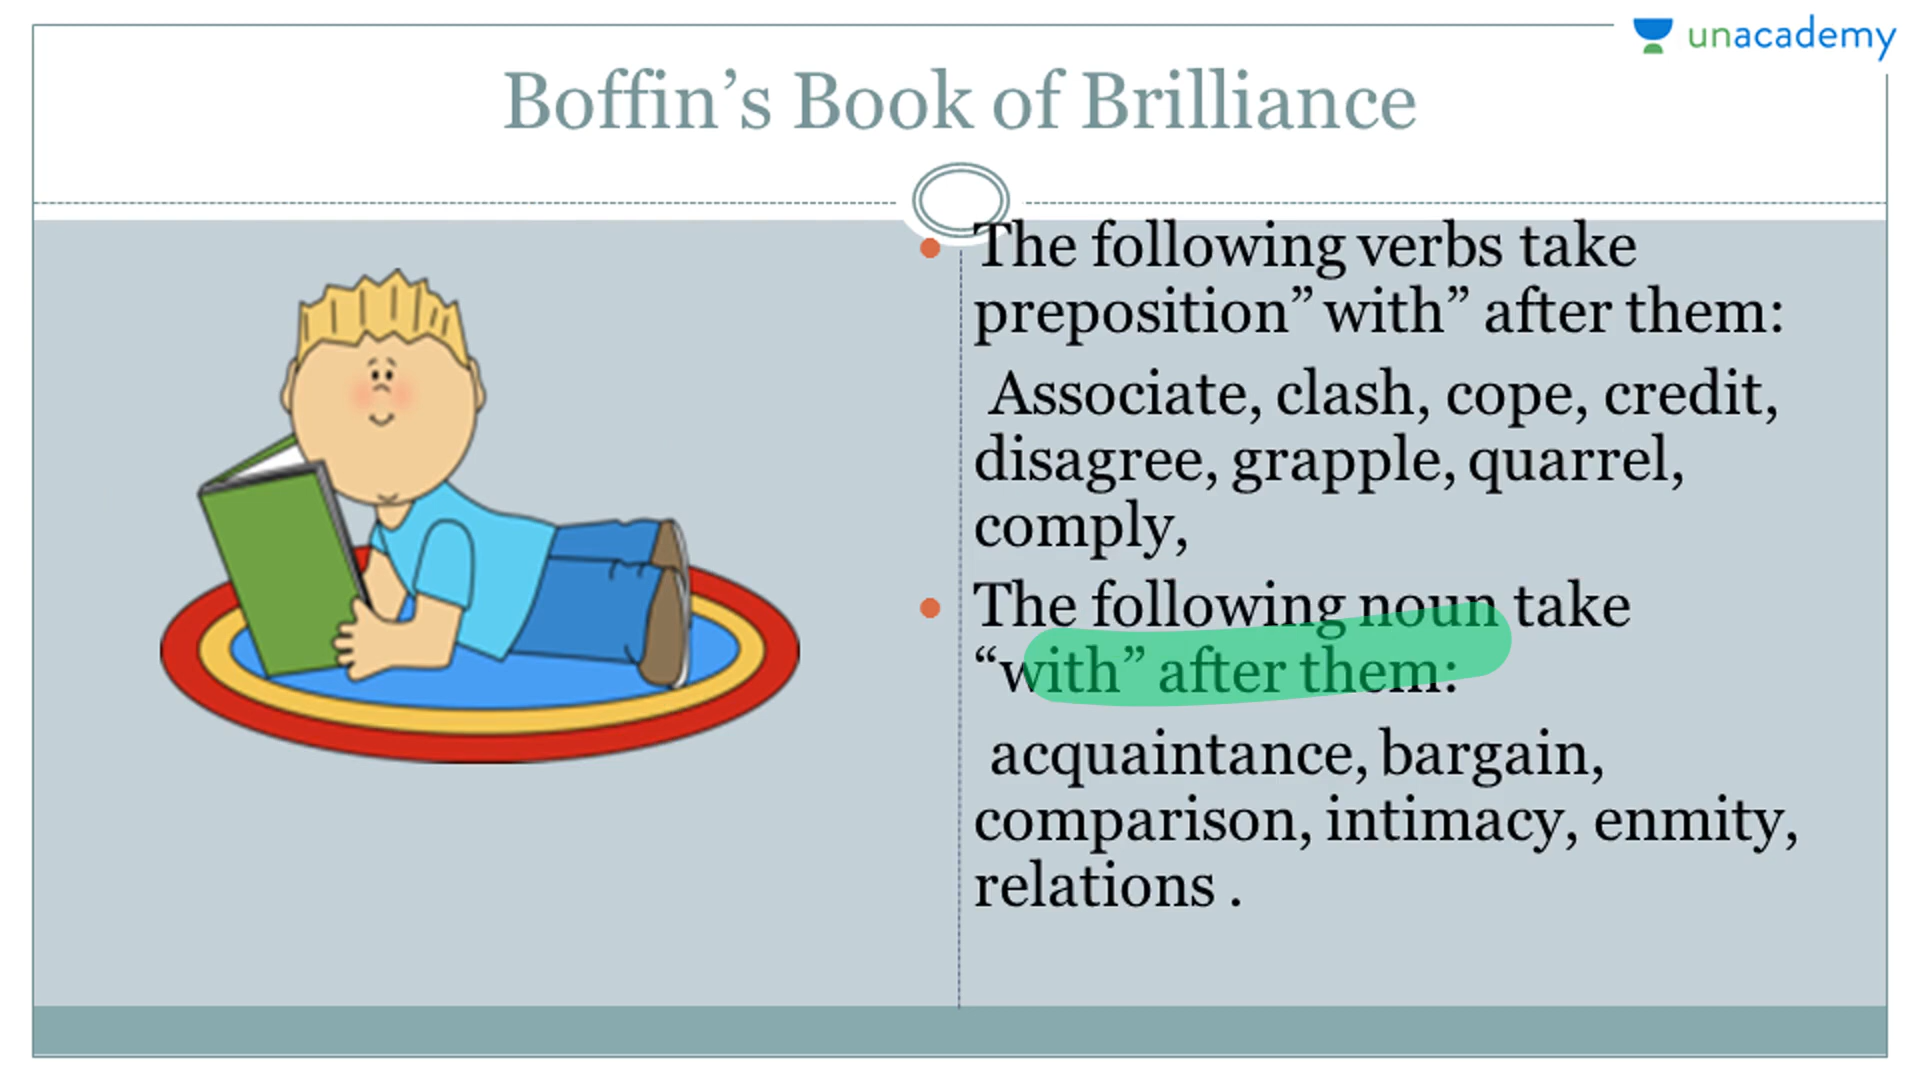 unacademy
Boffin’s Book of Brilliance
The following verbs take
preposition” with” after them:
Associate, clash, cope, credit,
disagree, grapple, quarrel,
comply,
The following noun take
“with” after them:
acquaintance, bargain,
comparison, intimacy, enmity,
relations .